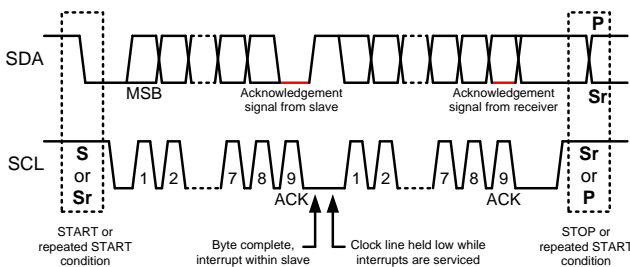 P
SDA
MSB
Acknowledgement
signal from slave
Acknowledgement
signal from receiver
Sr
SCL
S
or
Sr
1 2 7 8 9 1 2 7 8 9
Sr
or
P
ACK ACK
START or
repeated START
condition
Byte complete,
interrupt within slave
Clock line held low while
interrupts are serviced
STOP or
repeated START
condition